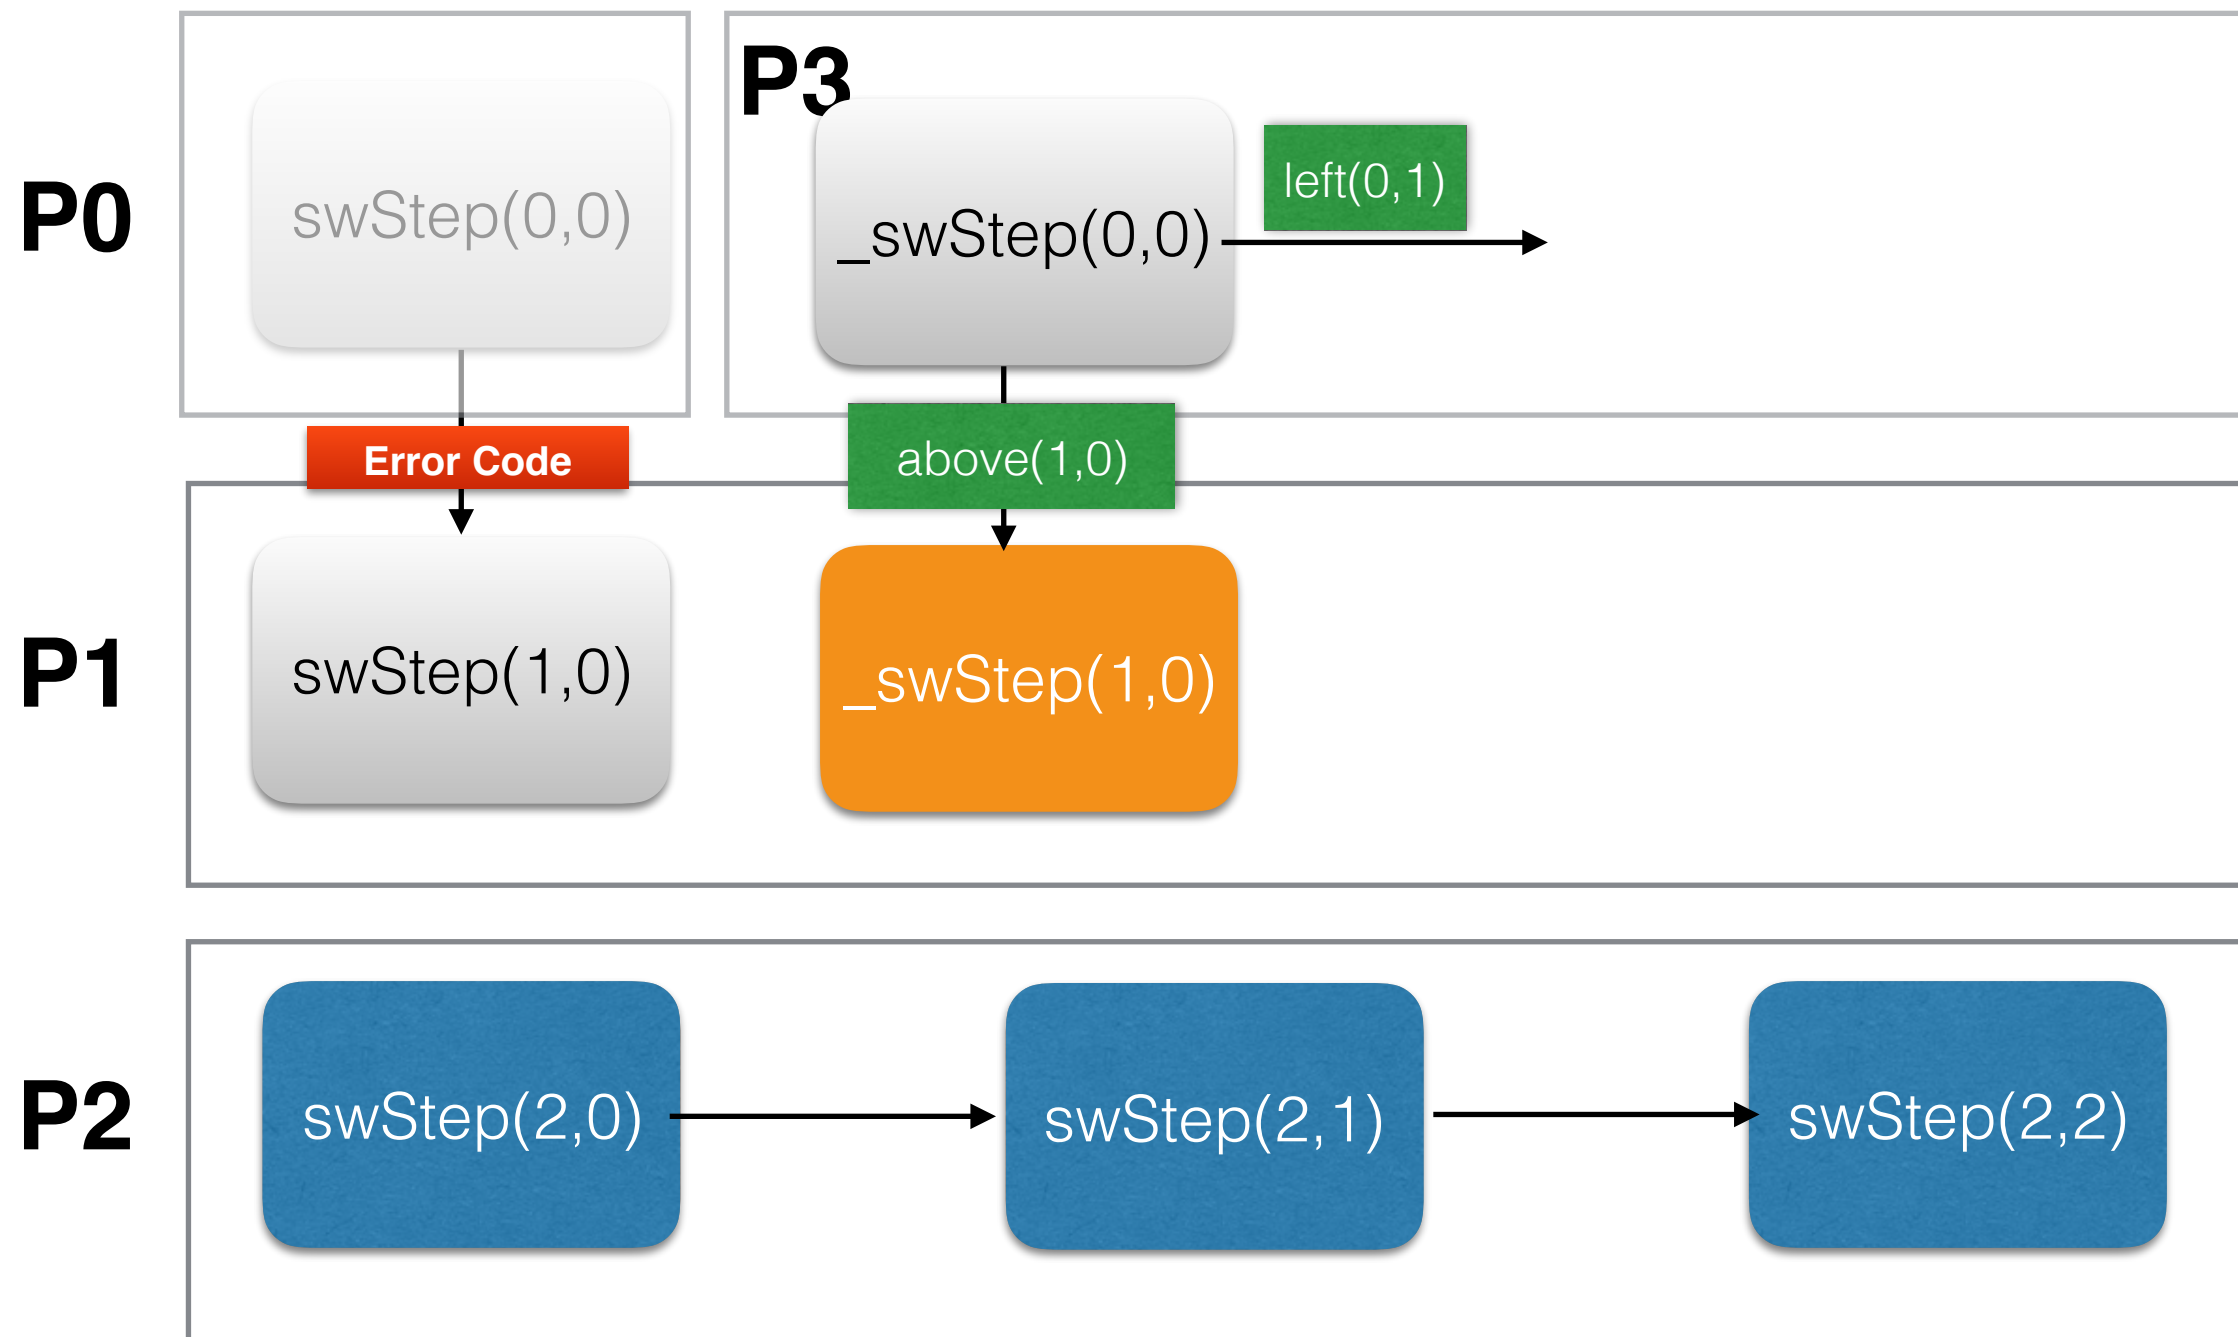 P0
swStep(0,0)
P3
_swStep(0,0)
left(0,1)
Error Code
above(1,0)
P1
swStep(1,0)
_swStep(1,0)
P2
swStep(2,0)
swStep(2,1)
swStep(2,2)